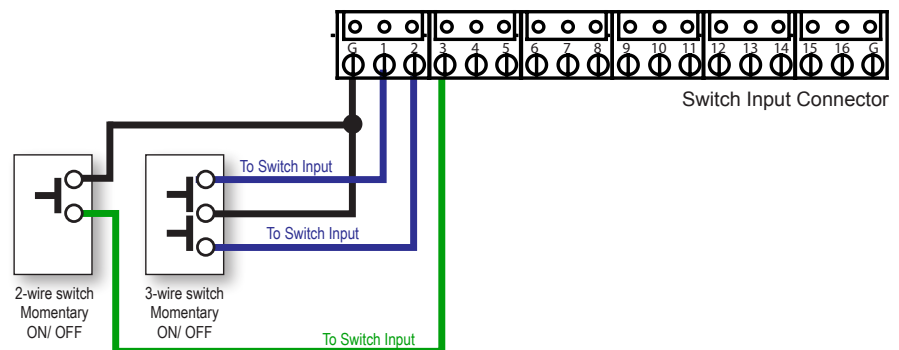 G 1 2 3 4 5 6 7 8 9 10 11 12 13 14 15 16 G
Switch Input Connector
To Switch Input
To Switch Input
2-wire switch
Momentary
ON/ OFF
3-wire switch
Momentary
ON/ OFF
To Switch Input